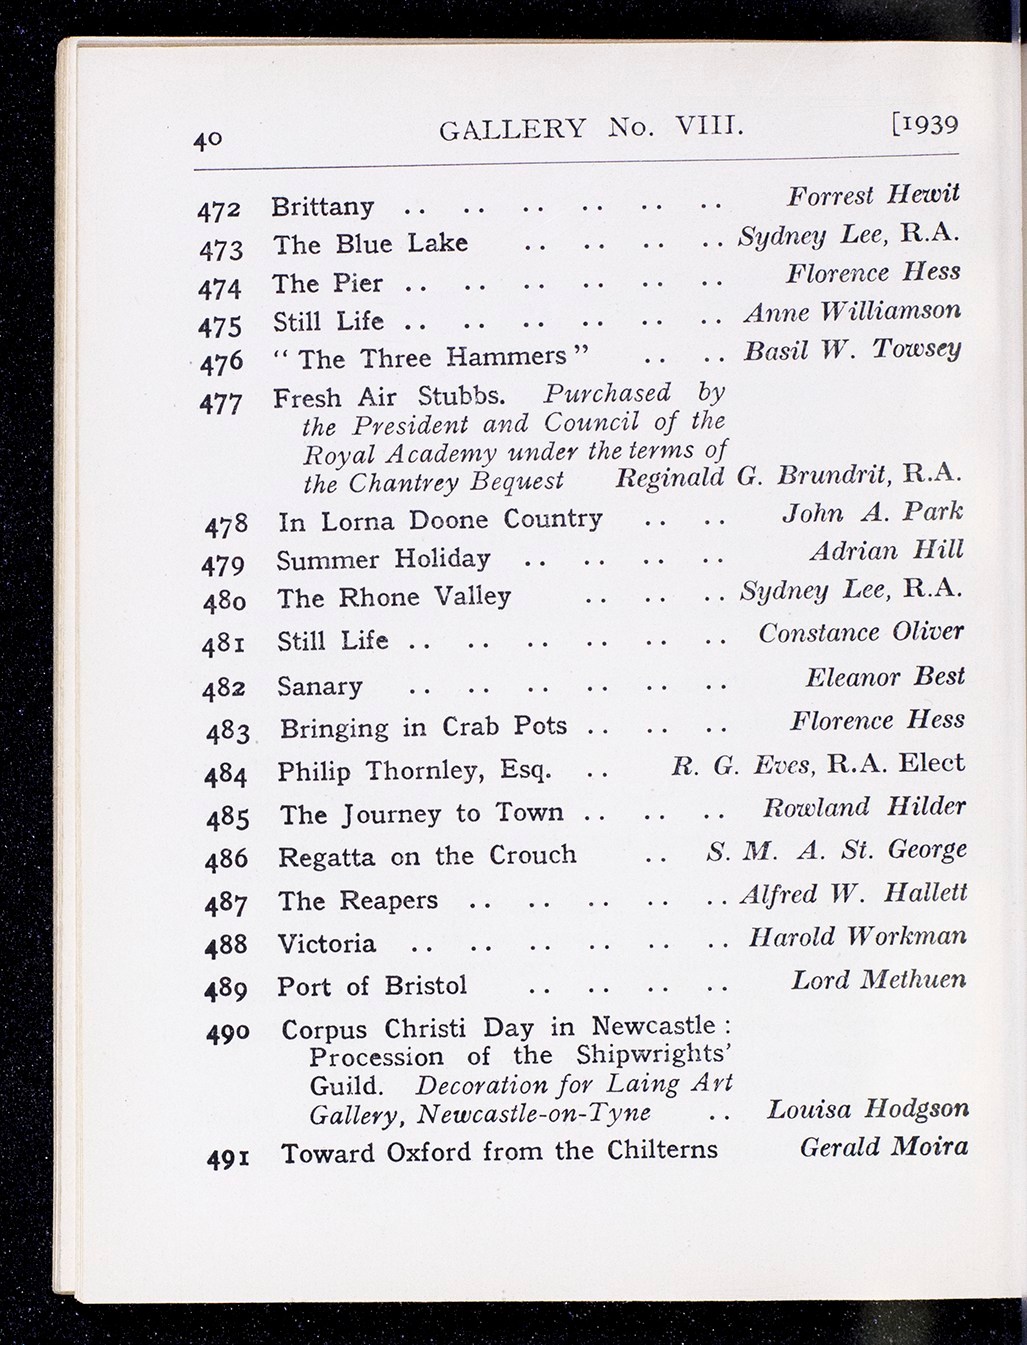 40 GALLERY No. VIII. [1939
472 Brittany .. .. .. .. .. .. Forrest Hewit
473 The Blue Lake .. .. .. .. Sydney Lee, R.A.
474 The Pier .. .. .. .. .. .. Florence Hess
475 Still Life .. .. .. .. .. .. Anne Williamson
476 “ The Three Hammers ” .. .. Basil W. Towsey
477 Fresh Air Stubbs. Purchased by
the President and Council of the
Royal Academy under the terms of
the Chantrey Bequest Reginald G. Brundrit, R.A.
478 In Lorna Doone Country .. .. John A. Park
479 Summer Holiday .. .. .. .. Adrian Hill
480 The Rhone Valley .. .. .. Sydney Lee, R.A.
481 Still Life .. .. .. .. .. .. Constance Oliver
482 Sanary .. .. .. .. .. .. Eleanor Best
483 Bringing in Crab Pots .. .. .. Florence Hess
484 Philip Thornley, Esq. .. R. G. Eves, R.A. Elect
485 The Journey to Town .. .. .. Rowland Hilder
486 Regatta on the Crouch .. S. M. A. St. George
487 The Reapers .. .. .. .. .. Alfred W. Hallett
488 Victoria .. .. .. .. .. .. Harold Workman
489 Port of Bristol .. .. .. .. Lord Methuen
490 Corpus Christi Day in Newcastle :
Procession of the Shipwrights’
Guild. Decoration for Laing Art
Gallery, Newcastle-on-Tyne .. Louisa Hodgson
491 Toward Oxford from the Chilterns Gerald Moira